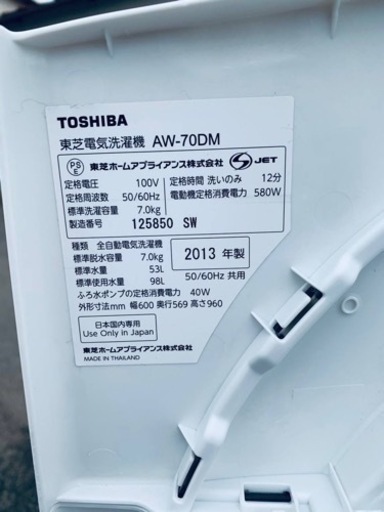 TOSHIBA
東芝電気洗濯機 AW-70DM
PS
E
東芝ホームアプライアンス株式会社 S JET
定格電圧 100V 定格時間 洗いのみ 12分
定格周波数 50/60Hz 電動機定格消費電力 580W
標準洗濯容量 7.0kg
製造番号 125850 SW
種類 全自動電気洗濯機
標準脱水容量 7.0kg 2013 年製
標準水量 53L
標準使用水量 98L 50/60Hz 共用
ふろ水ポンプの定格消費電力 40W
外形寸法mm 幅600 奥行569 高さ960
日本国内専用
Use Only in Japan
東芝ホームアプライアンス株式会社
MADE IN THAILAND